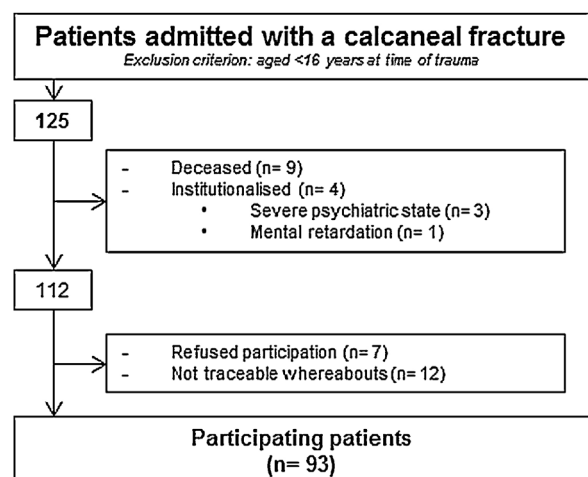 Patients admitted with a calcaneal fracture
Exclusion criterion: aged <16 years at time of trauma
125
- Deceased (n= 9)
- Institutionalised (n= 4)
• Severe psychiatric state (n= 3)
• Mental retardation (n= 1)
112
- Refused participation (n= 7)
- Not traceable whereabouts (n= 12)
Participating patients
(n= 93)